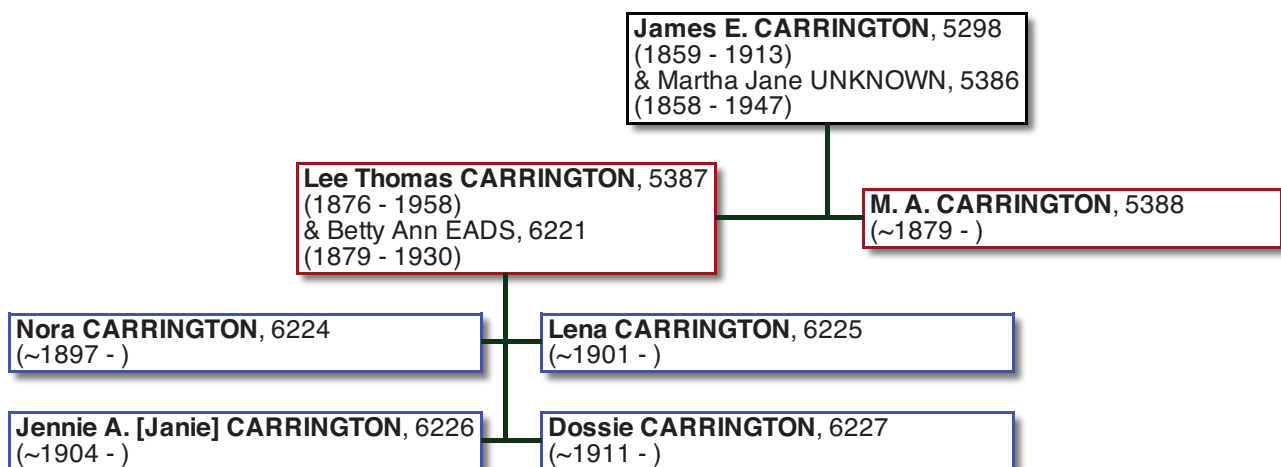 James E. CARRINGTON, 5298
(1859 - 1913)
& Martha Jane UNKNOWN, 5386
(1858 - 1947)
Lee Thomas CARRINGTON, 5387
(1876 - 1958)
& Betty Ann EADS, 6221
(1879 - 1930)
M. A. CARRINGTON, 5388
(~1879 - )
Nora CARRINGTON, 6224
(~1897 - )
Lena CARRINGTON, 6225
(~1901 - )
Jennie A. [Janie] CARRINGTON, 6226
(~1904 - )
Dossie CARRINGTON, 6227
(~1911 - )